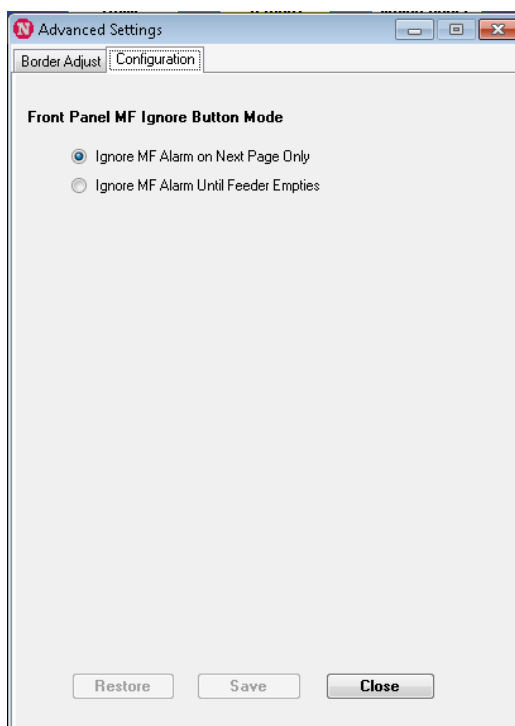 N Advanced Settings
Border Adjust Configuration
Front Panel MF Ignore Button Mode
Ignore MF Alarm on Next Page Only
Ignore MF Alarm Until Feeder Empties
Restore Save Close